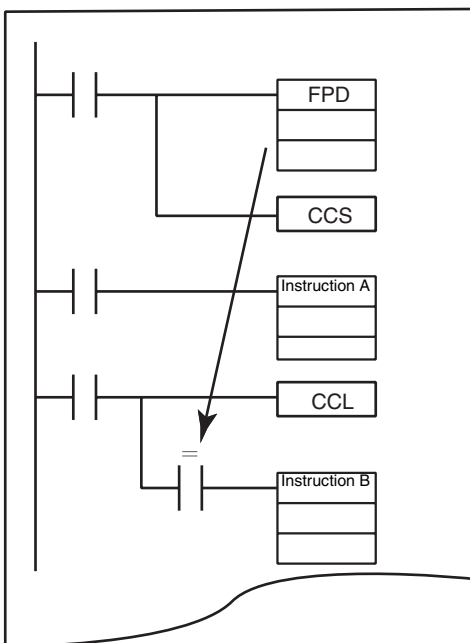 FPD
CCS
Instruction A
CCL
=
Instruction B